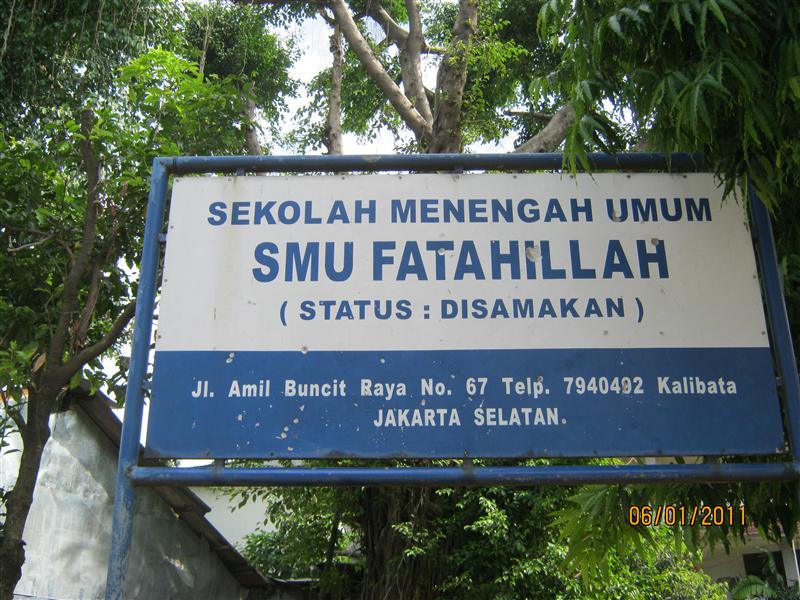 SEKOLAH MENENGAH UMUM
SMU FATAHILLAH
( STATUS : DISAMAKAN )
Jl. Amil Buncit Raya No. 67 Telp. 7940492 Kalibata
JAKARTA SELATAN.
06/01/2011